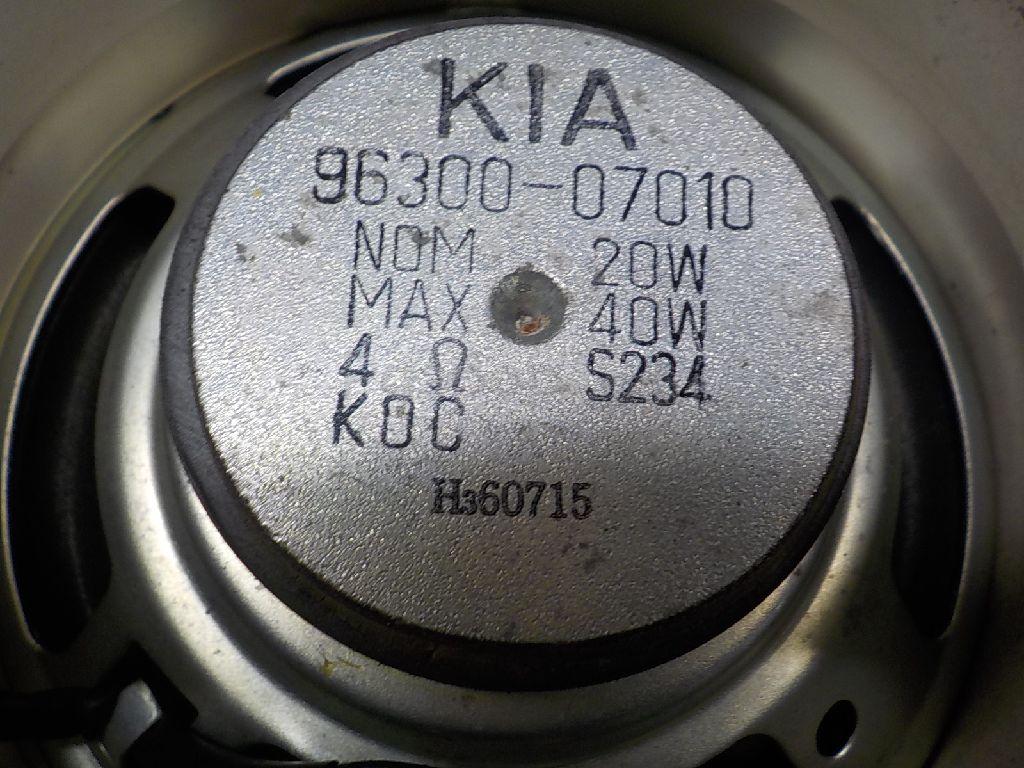 KIA
96300-07010
NOM 20W
MAX 40W
4 Ω S234
KOC
H360715